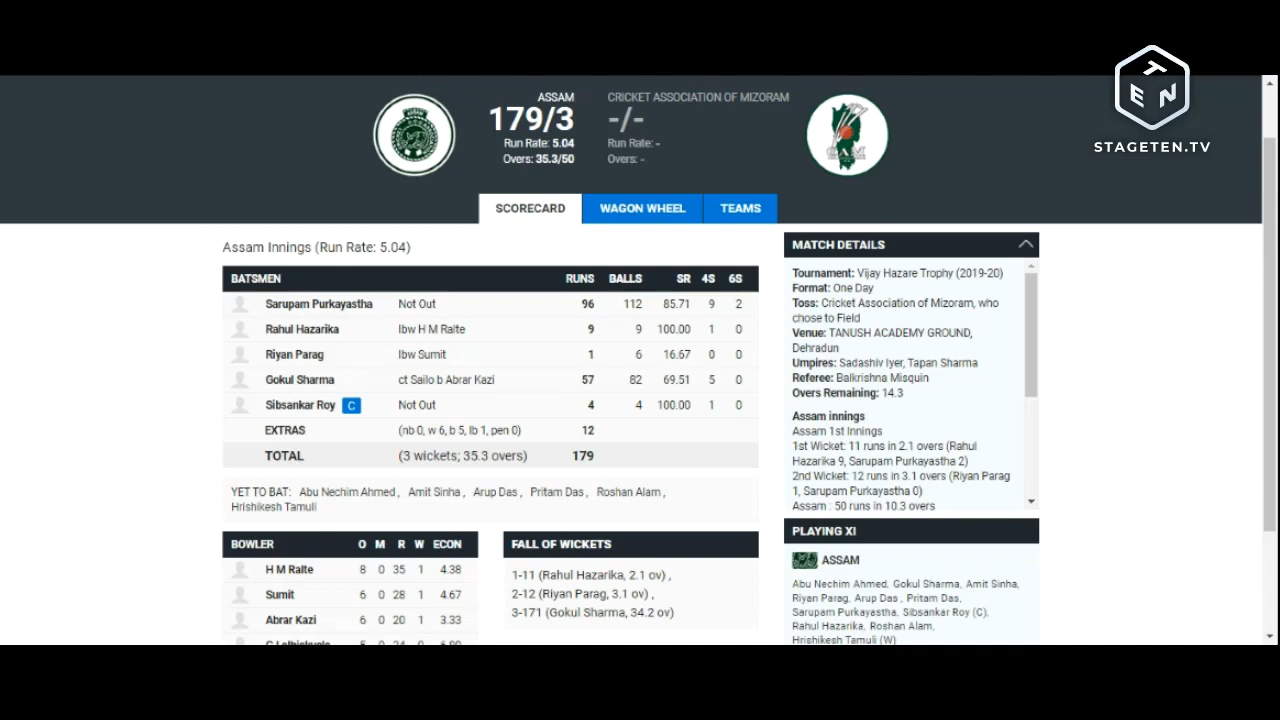 TEN
STAGETEN.TV
ASSAM
179/3
Run Rate: 5.04
Overs: 35.3/50
CRICKET ASSOCIATION OF MIZORAM
-/-
Run Rate: -
Overs: -
SCORECARD WAGON WHEEL TEAMS
Assam Innings (Run Rate: 5.04)
BATSMEN RUNS BALLS SR 4S 6S
Sarupam Purkayastha Not Out 96 112 85.71 9 2
Rahul Hazarika lbw H M Ralte 9 9 100.00 1 0
Riyan Parag lbw Sumit 1 6 16.67 0 0
Gokul Sharma ct Sailo b Abrar Kazi 57 82 69.51 5 0
Sibsankar Roy C Not Out 4 4 100.00 1 0
EXTRAS (nb 0, w 6, b 5, lb 1, pen 0) 12
TOTAL (3 wickets; 35.3 overs) 179
YET TO BAT: Abu Nechim Ahmed , Amit Sinha , Arup Das , Pritam Das , Roshan Alam ,
Hrishikesh Tamuli
BOWLER O M R W ECON
H M Ralte 8 0 35 1 4.38
Sumit 6 0 28 1 4.67
Abrar Kazi 6 0 20 1 3.33
FALL OF WICKETS
1-11 (Rahul Hazarika, 2.1 ov) ,
2-12 (Riyan Parag, 3.1 ov) ,
3-171 (Gokul Sharma, 34.2 ov)
MATCH DETAILS
Tournament: Vijay Hazare Trophy (2019-20)
Format: One Day
Toss: Cricket Association of Mizoram, who
chose to Field
Venue: TANUSH ACADEMY GROUND,
Dehradun
Umpires: Sadashiv Iyer, Tapan Sharma
Referee: Balkrishna Misquin
Overs Remaining: 14.3
Assam innings
Assam 1st Innings
1st Wicket: 11 runs in 2.1 overs (Rahul
Hazarika 9, Sarupam Purkayastha 2)
2nd Wicket: 12 runs in 3.1 overs (Riyan Parag
1, Sarupam Purkayastha 0)
Assam : 50 runs in 10.3 overs
PLAYING XI
ASSAM
Abu Nechim Ahmed, Gokul Sharma, Amit Sinha,
Riyan Parag, Arup Das , Pritam Das,
Sarupam Purkayastha, Sibsankar Roy (C),
Rahul Hazarika, Roshan Alam,
Hrishikesh Tamuli (W)